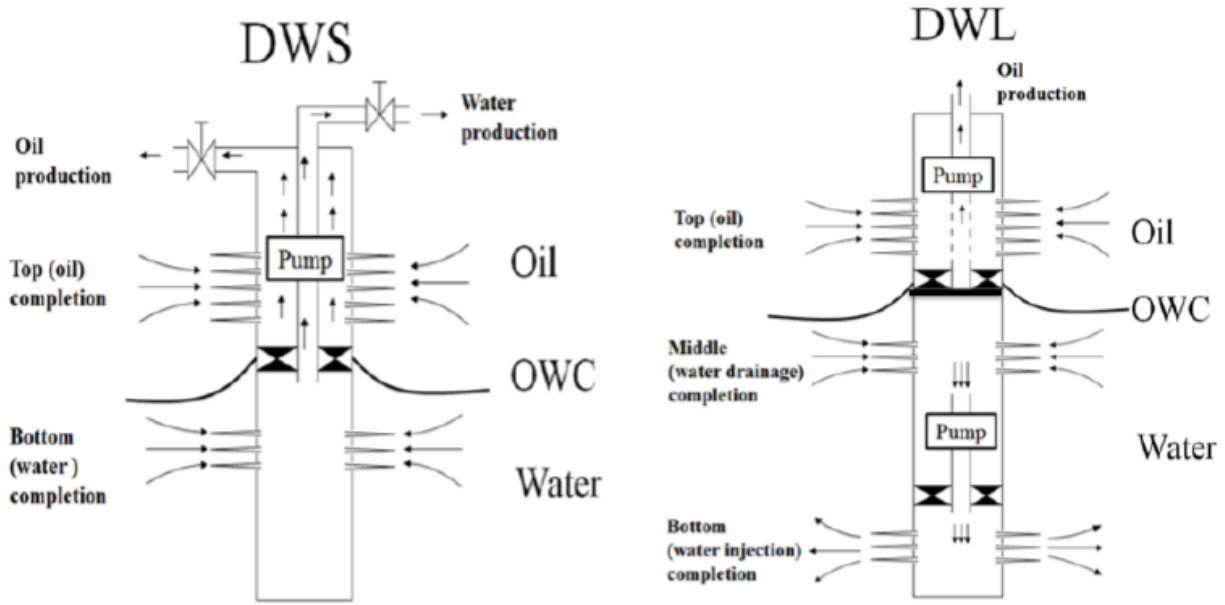 DWS
Water
production
Oil
production
Pump
Top (oil)
completion
Oil
OWC
Bottom
(water )
completion
Water
DWL
Oil
production
Pump
Top (oil)
completion
Oil
OWC
Middle
(water drainage)
completion
Pump
Water
Bottom
(water injection)
completion